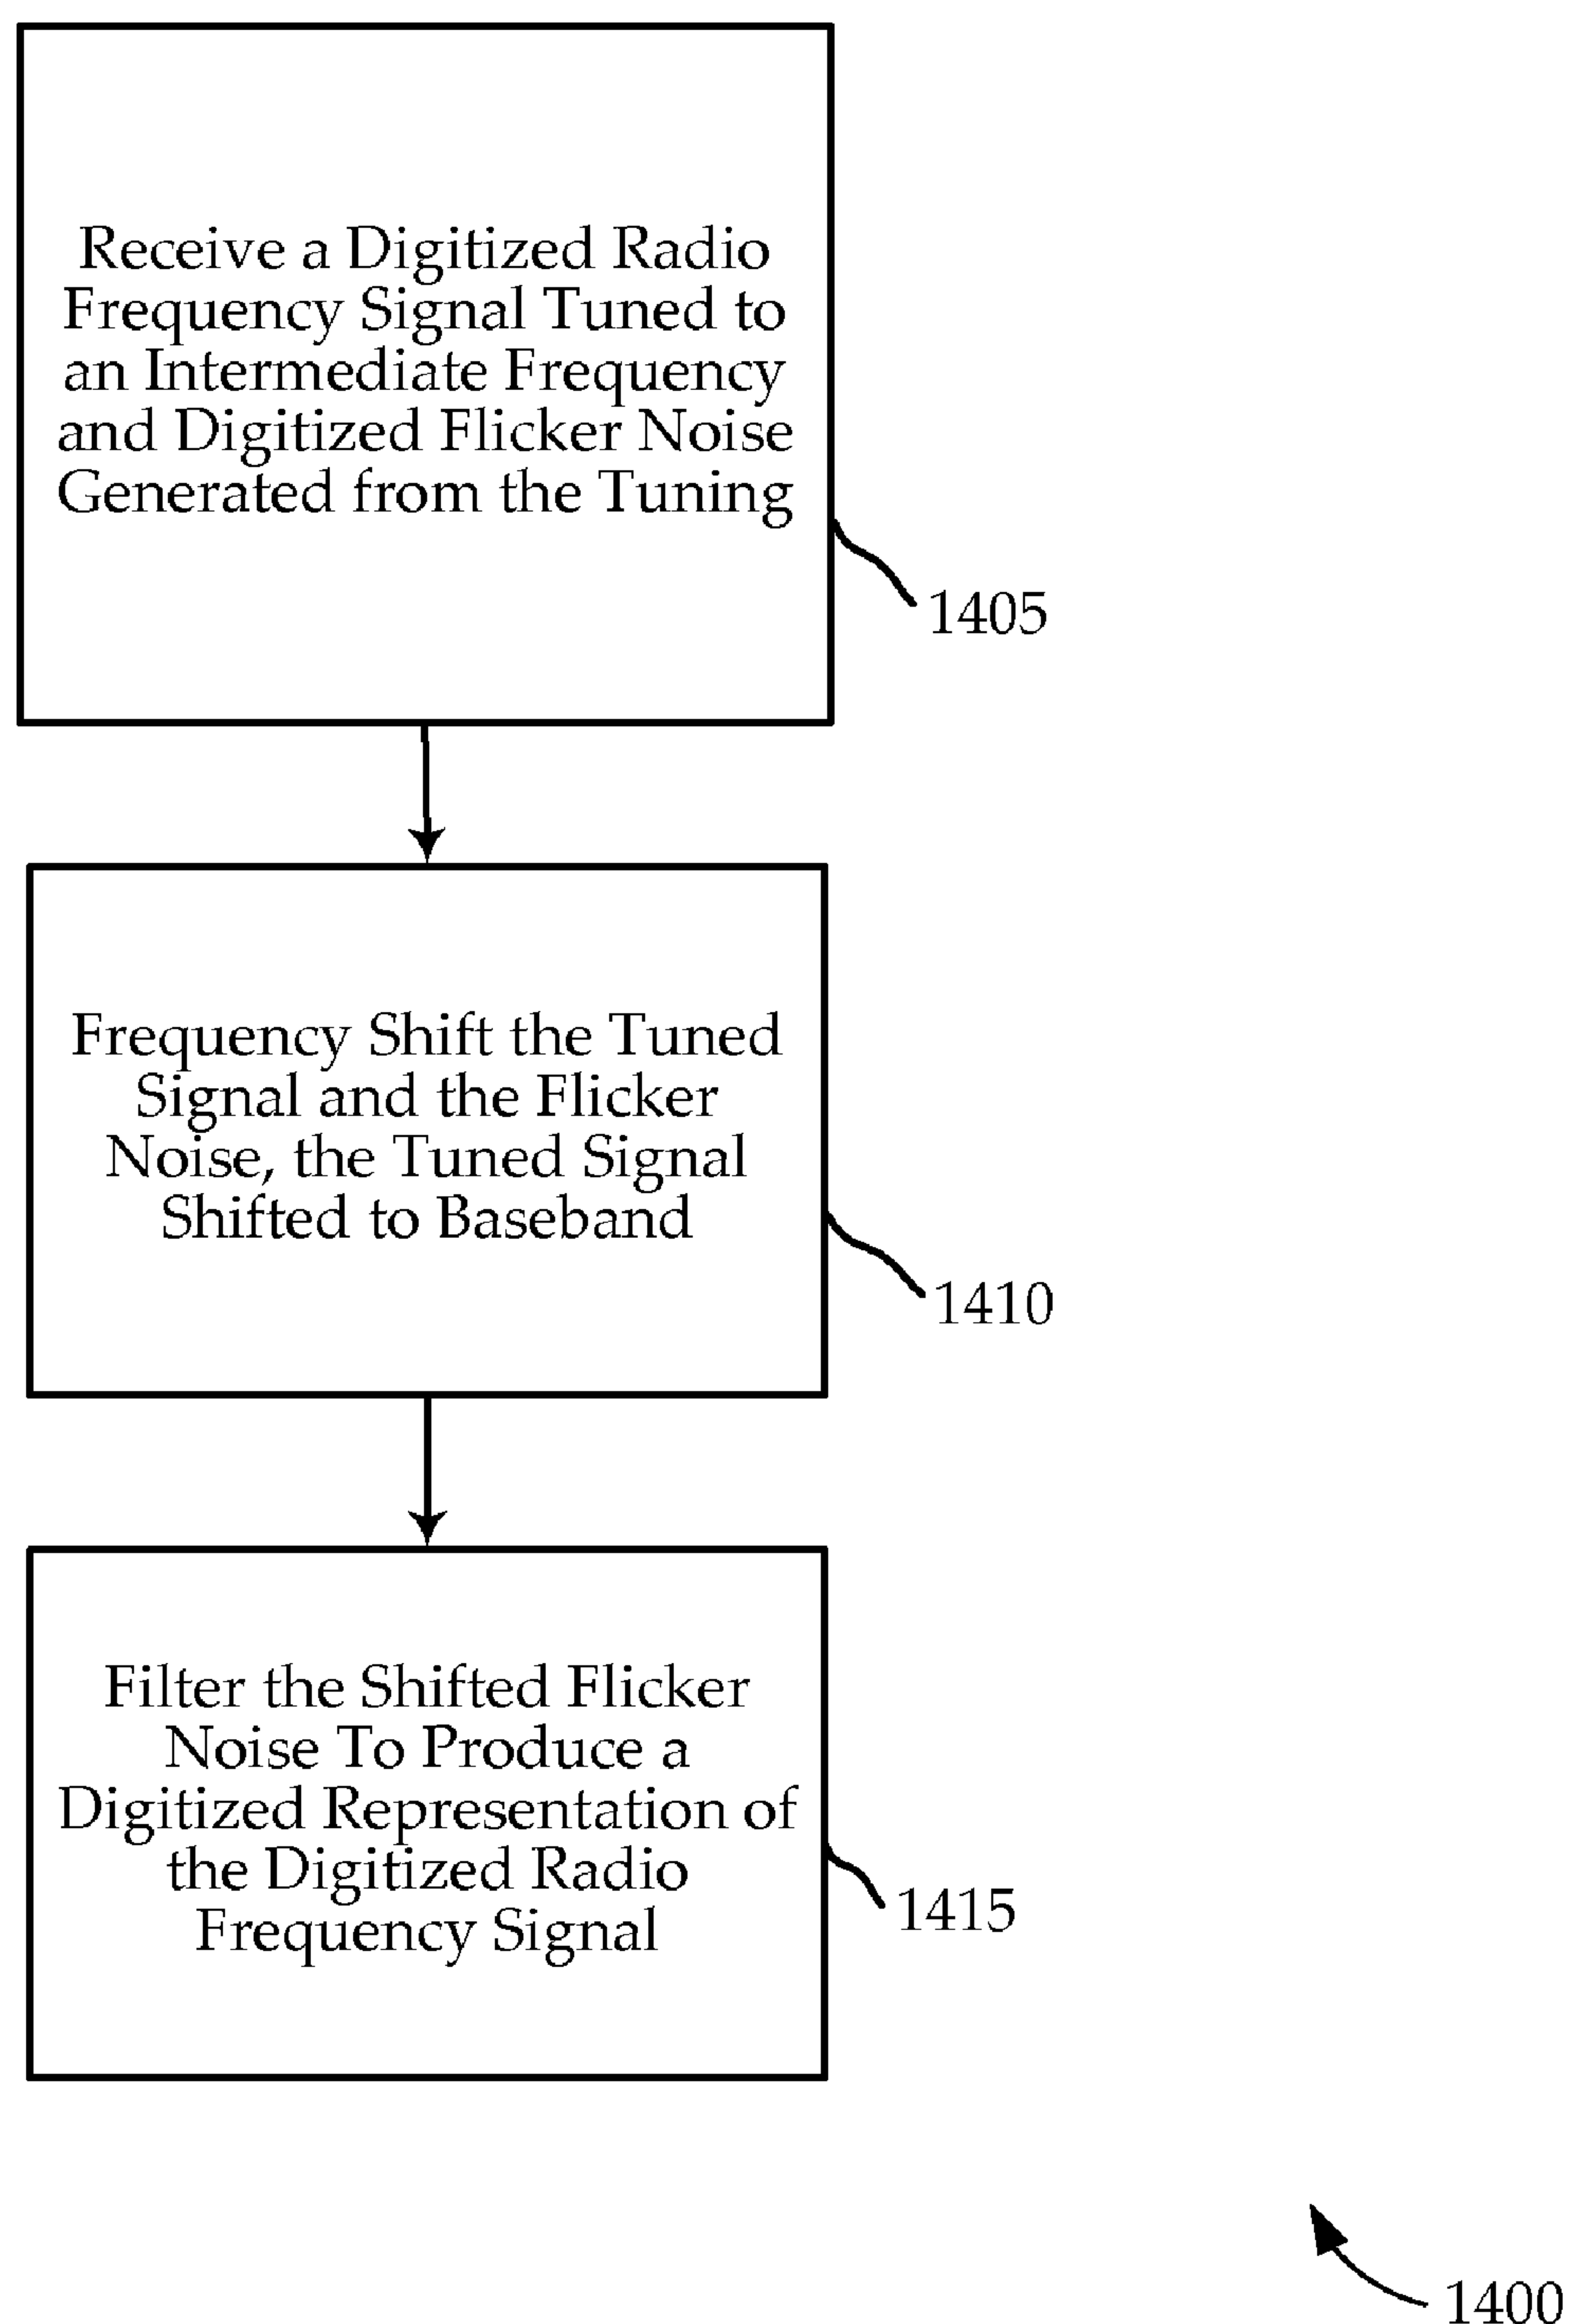 Receive a Digitized Radio
Frequency Signal Tuned to
an Intermediate Frequency
and Digitized Flicker Noise
Generated from the Tuning
1405
Frequency Shift the Tuned
Signal and the Flicker
Noise, the Tuned Signal
Shifted to Baseband
1410
Filter the Shifted Flicker
Noise To Produce a
Digitized Representation of
the Digitized Radio
Frequency Signal
1415
1400